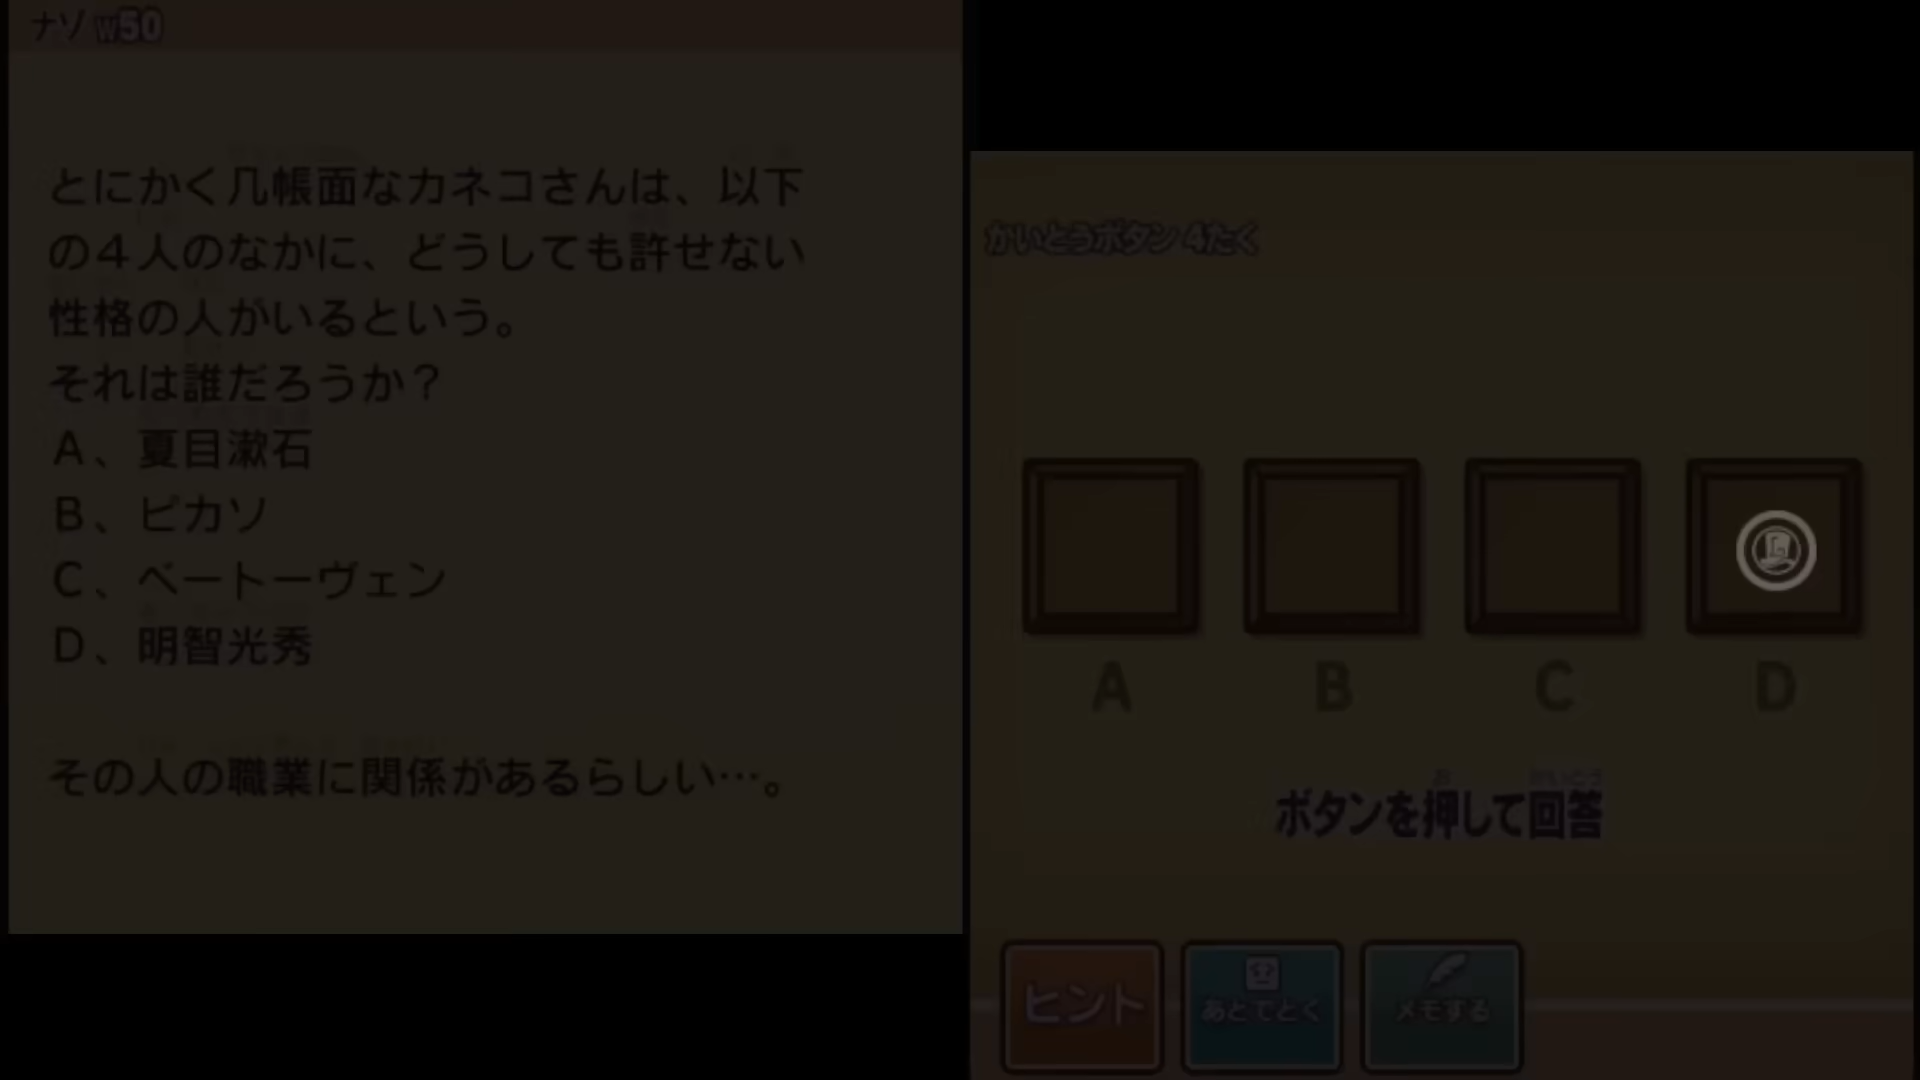 ナゾ W50
とにかく几帳面なカネコさんは、以下
の4人のなかに、どうしても許せない
性格の人がいるという。
それは誰だろうか?
A、夏目漱石
B、ピカソ
C、ベートーヴェン
D、明智光秀
その人の職業に関係があるらしい…。
かいとうボタン 4たく
A
B
C
D
ボタンを押して回答
ヒント
あとでとく
メモする